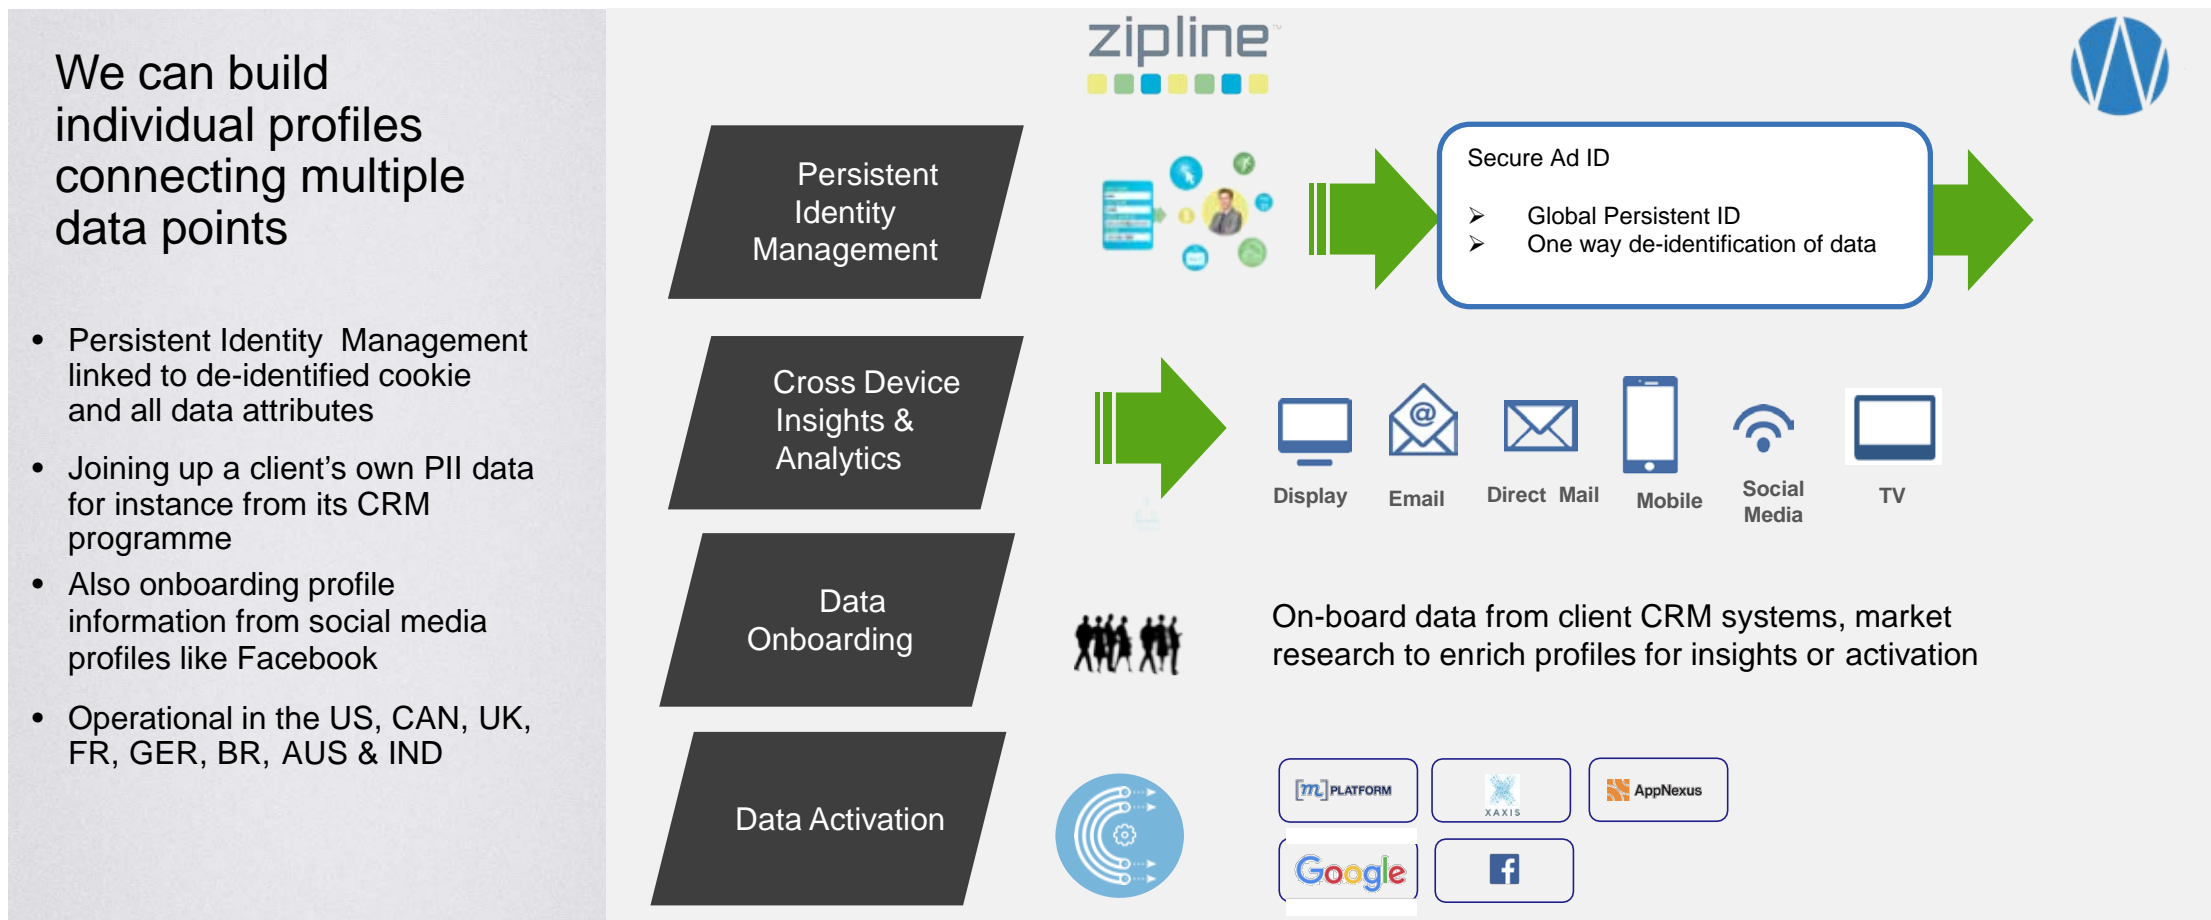 We can build
individual profiles
connecting multiple
data points
• Persistent Identity Management
linked to de-identified cookie
and all data attributes
• Joining up a client's own PII data
for instance from its CRM
programme
• Also onboarding profile
information from social media
profiles like Facebook
• Operational in the US, CAN, UK,
FR, GER, BR, AUS & IND
zipline™
Persistent
Identity
Management
Secure Ad ID
➢ Global Persistent ID
➢ One way de-identification of data
Cross Device
Insights &
Analytics
Display
Email
Direct Mail
Mobile
Social
Media
TV
Data
Onboarding
On-board data from client CRM systems, market
research to enrich profiles for insights or activation
Data Activation
[m] PLATFORM
XAXIS
AppNexus
Google
f